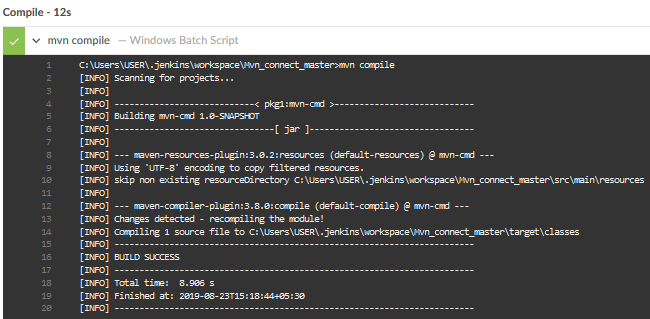 Compile - 12s
mvn compile — Windows Batch Script
1 C:\Users\USER\.jenkins\workspace\Mvn_connect_master>mvn compile
2 [INFO] Scanning for projects...
3 [INFO]
4 [INFO] ----------------------------< pkg1:mvn-cmd >----------------------------
5 [INFO] Building mvn-cmd 1.0-SNAPSHOT
6 [INFO] --------------------------------[ jar ]---------------------------------
7 [INFO]
8 [INFO] --- maven-resources-plugin:3.0.2:resources (default-resources) @ mvn-cmd ---
9 [INFO] Using 'UTF-8' encoding to copy filtered resources.
10 [INFO] skip non existing resourceDirectory C:\Users\USER\.jenkins\workspace\Mvn_connect_master\src\main\resources
11 [INFO]
12 [INFO] --- maven-compiler-plugin:3.8.0:compile (default-compile) @ mvn-cmd ---
13 [INFO] Changes detected - recompiling the module!
14 [INFO] Compiling 1 source file to C:\Users\USER\.jenkins\workspace\Mvn_connect_master\target\classes
15 [INFO] ------------------------------------------------------------------------
16 [INFO] BUILD SUCCESS
17 [INFO] ------------------------------------------------------------------------
18 [INFO] Total time:  8.906 s
19 [INFO] Finished at: 2019-08-23T15:18:44+05:30
20 [INFO] ------------------------------------------------------------------------